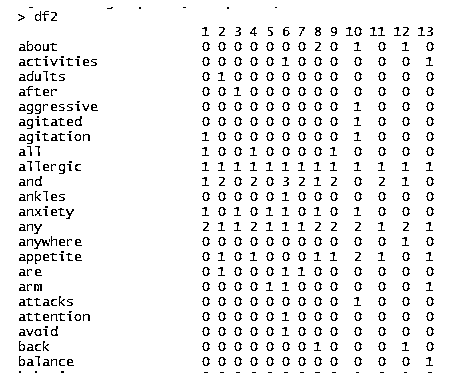 > df2
1 2 3 4 5 6 7 8 9 10 11 12 13
about 0 0 0 0 0 0 0 2 0 1 0 1 0
activities 0 0 0 0 0 1 0 0 0 0 0 0 1
adults 0 1 0 0 0 0 0 0 0 0 0 0 0
after 0 0 1 0 0 0 0 0 0 0 0 0 0
aggressive 0 0 0 0 0 0 0 0 0 1 0 0 0
agitated 0 0 0 0 0 0 0 0 0 1 0 0 0
agitation 1 0 0 0 0 0 0 0 0 1 0 0 0
all 1 0 0 1 0 0 0 0 1 0 0 0 0
allergic 1 1 1 1 1 1 1 1 1 1 1 1 1
and 1 2 0 2 0 3 2 1 2 0 2 1 0
ankles 0 0 0 0 0 1 0 0 0 0 0 0 0
anxiety 1 0 1 0 1 1 0 1 0 1 0 0 0
any 2 1 1 2 1 1 1 2 2 2 1 2 1
anywhere 0 0 0 0 0 0 0 0 0 0 0 1 0
appetite 0 1 0 1 0 0 0 1 1 2 1 0 1
are 0 1 0 0 0 1 1 0 0 0 0 0 0
arm 0 0 0 0 1 1 0 0 0 0 0 0 1
attacks 0 0 0 0 0 0 0 0 0 1 0 0 0
attention 0 0 0 0 0 1 0 0 0 0 0 0 0
avoid 0 0 0 0 0 1 0 0 0 0 0 0 0
back 0 0 0 0 0 0 0 1 0 0 0 1 0
balance 0 0 0 0 0 0 0 0 0 0 0 0 1